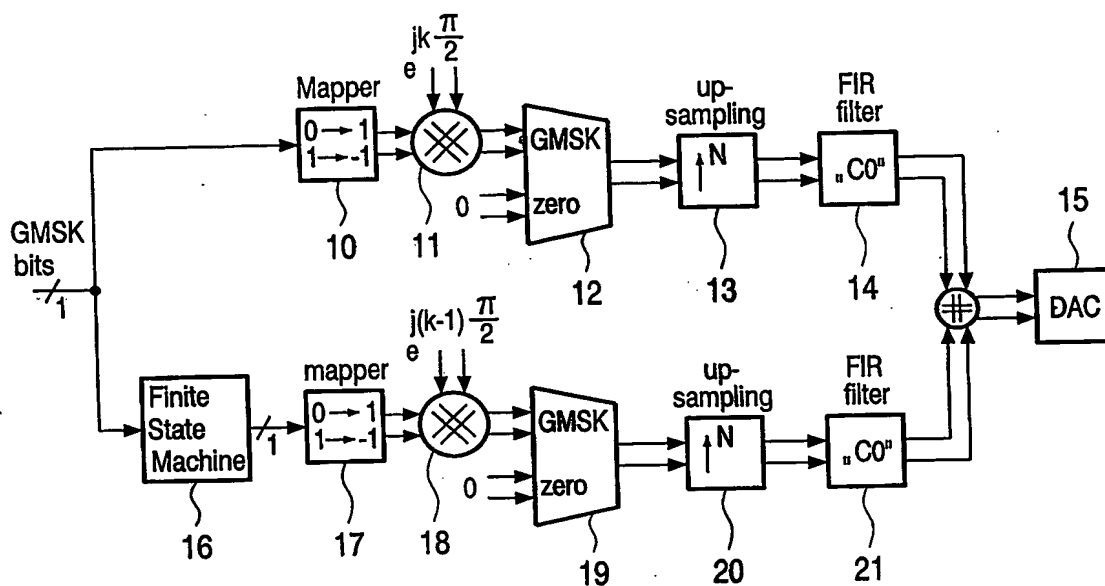 e^{jk π/2}
Mapper
0 → 1
1 → -1
10
11
GMSK
0
zero
12
up-
sampling
↑ N
13
FIR
filter
„C0"
14
15
DAC
GMSK
bits
1
Finite
State
Machine
16
1
e^{j(k-1) π/2}
mapper
0 → 1
1 → -1
17
18
GMSK
0
zero
19
up-
sampling
↑ N
20
FIR
filter
„C0"
21